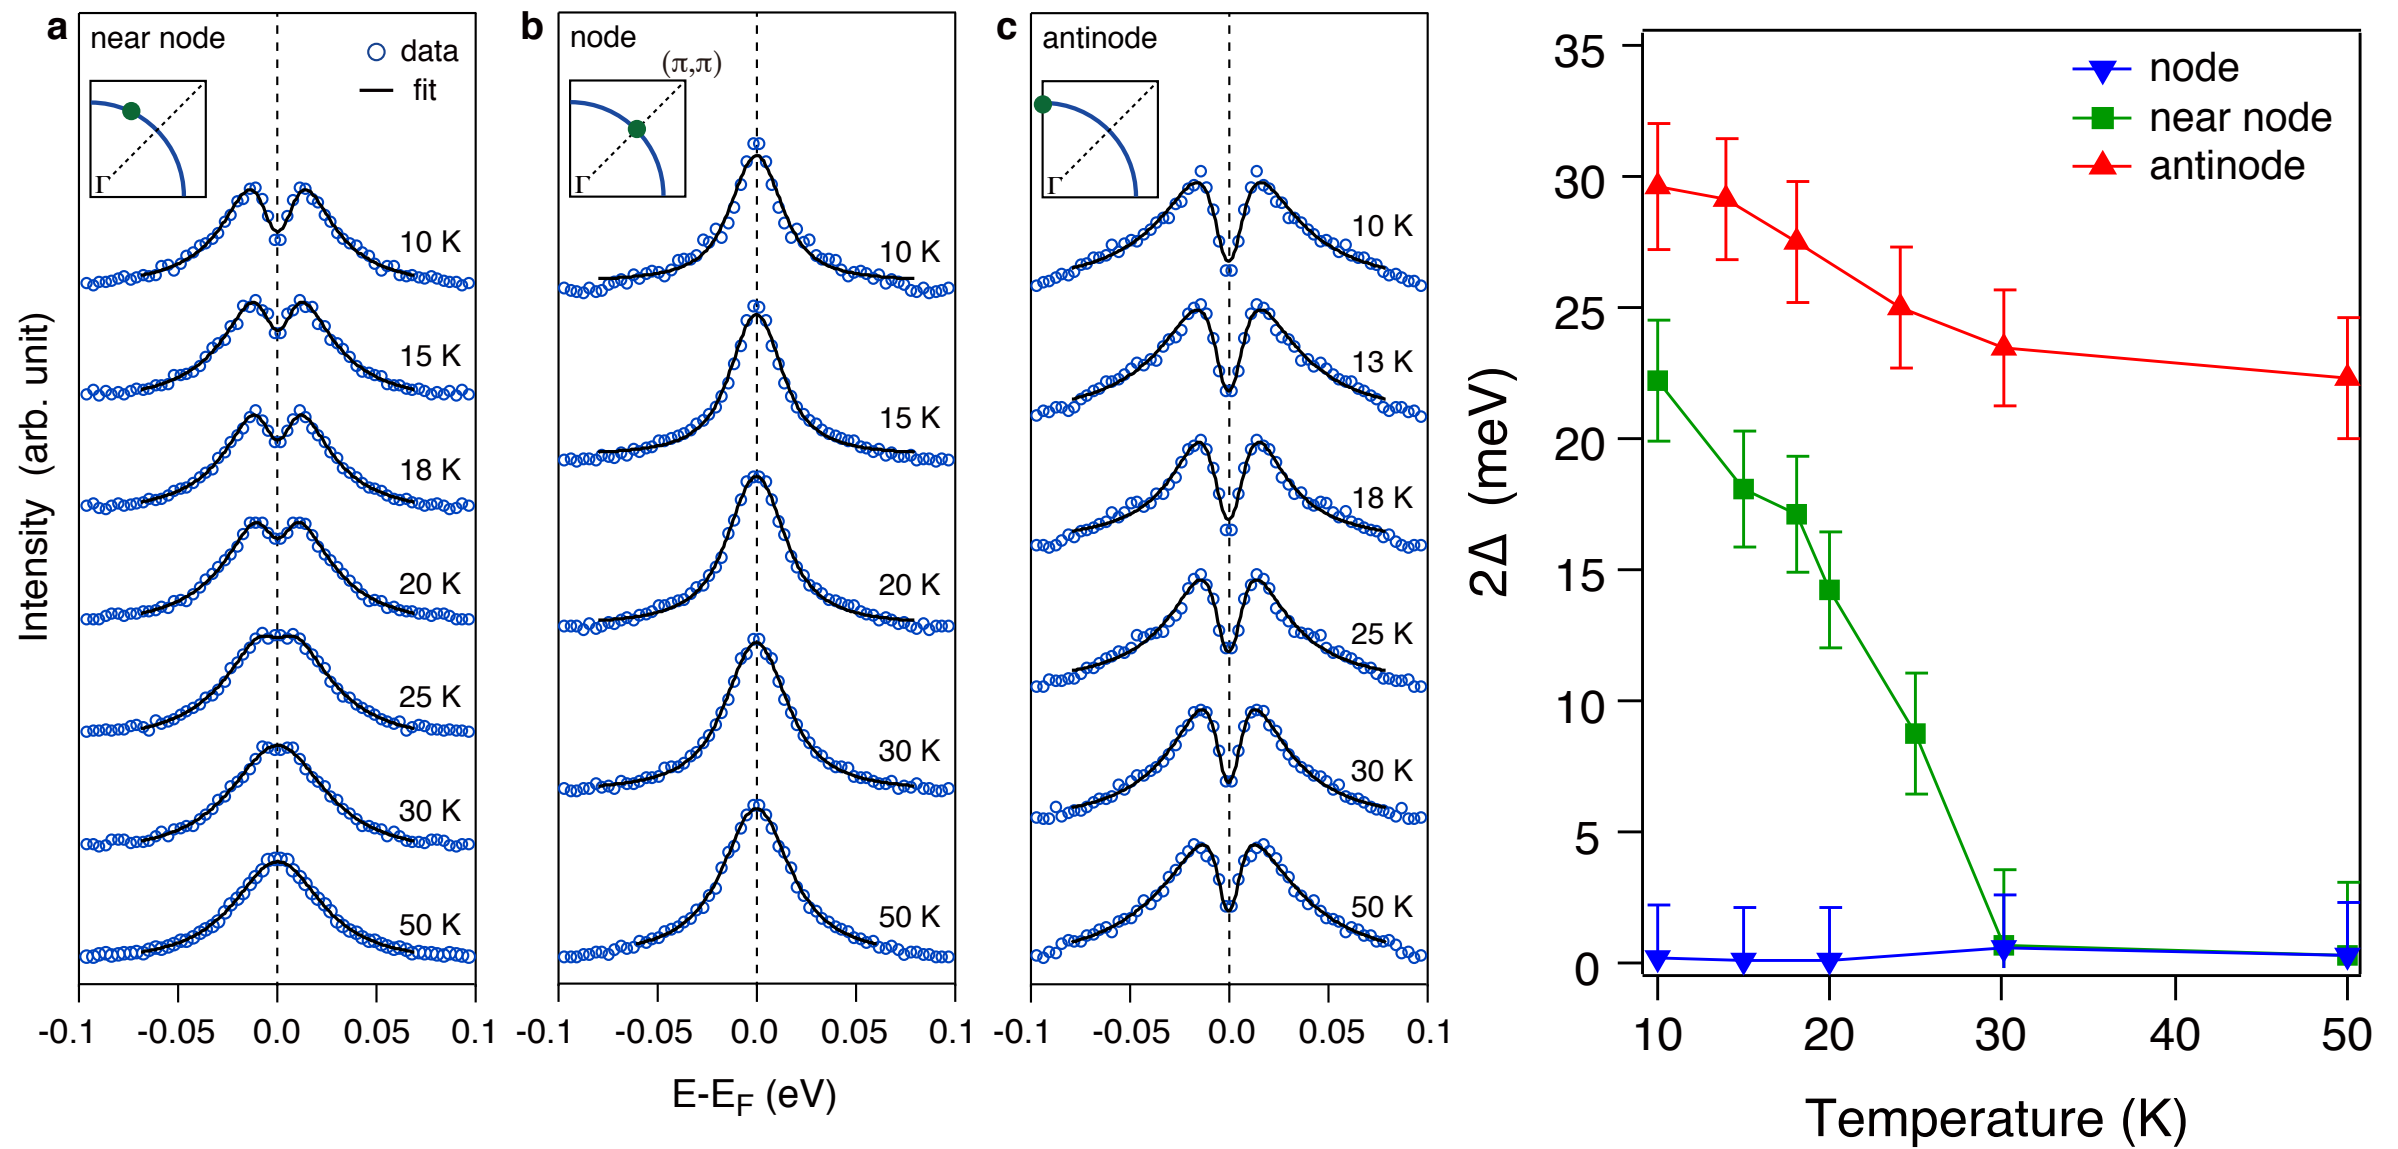 a
near node
data
fit
Γ
10 K
15 K
18 K
20 K
25 K
30 K
50 K
-0.1
-0.05
0.0
0.05
0.1
Intensity (arb. unit)
b
node
(π,π)
Γ
10 K
15 K
20 K
30 K
50 K
-0.1
-0.05
0.0
0.05
0.1
E-EF (eV)
c
antinode
Γ
10 K
13 K
18 K
25 K
30 K
50 K
-0.1
-0.05
0.0
0.05
0.1
35
30
25
20
15
10
5
0
2Δ (meV)
node
near node
antinode
10
20
30
40
50
Temperature (K)